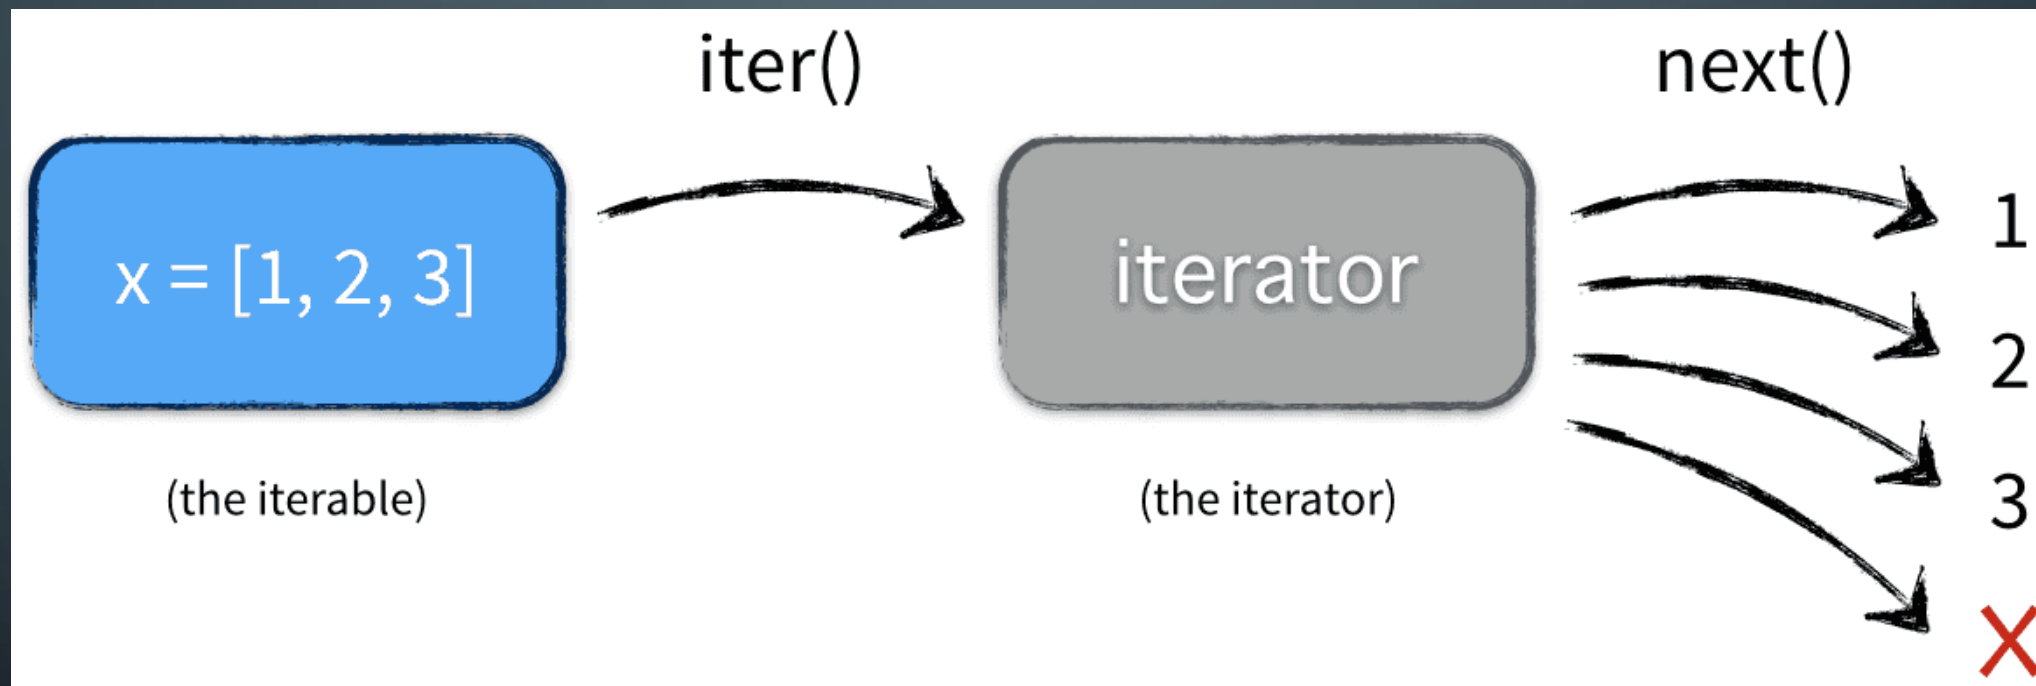 iter()
next()
x = [1, 2, 3]
iterator
1
2
3
X
(the iterable)
(the iterator)